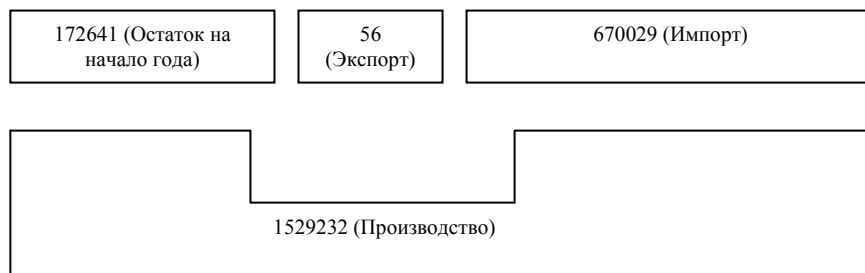 172641 (Остаток на
начало года)
56
(Экспорт)
670029 (Импорт)
1529232 (Производство)